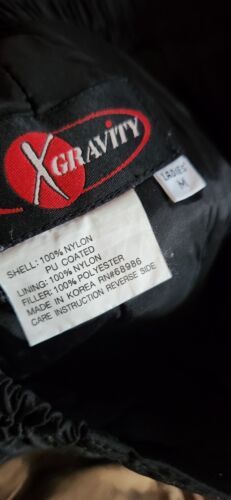 XGRAVITY
LADIES'
M
SHELL: 100% NYLON
PU COATED
LINING: 100% NYLON
FILLER: 100% POLYESTER
MADE IN KOREA RN#68986
CARE INSTRUCTION REVERSE SIDE